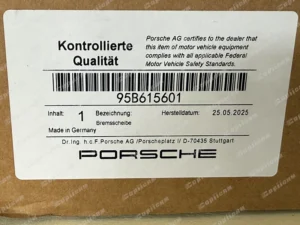 Kontrollierte
Qualität
Porsche AG certifies to the dealer that
this item of motor vehicle equipment
complies with all applicable Federal
Motor Vehicle Safety Standards.
95B615601
Inhalt: 1 Bezeichnung: Herstelldatum: 25.05.2025
Bremsscheibe
Made in Germany
Dr. Ing. h.c.F.Porsche AG /Porscheplatz 1/ D-70435 Stuttgart
PORSCHE